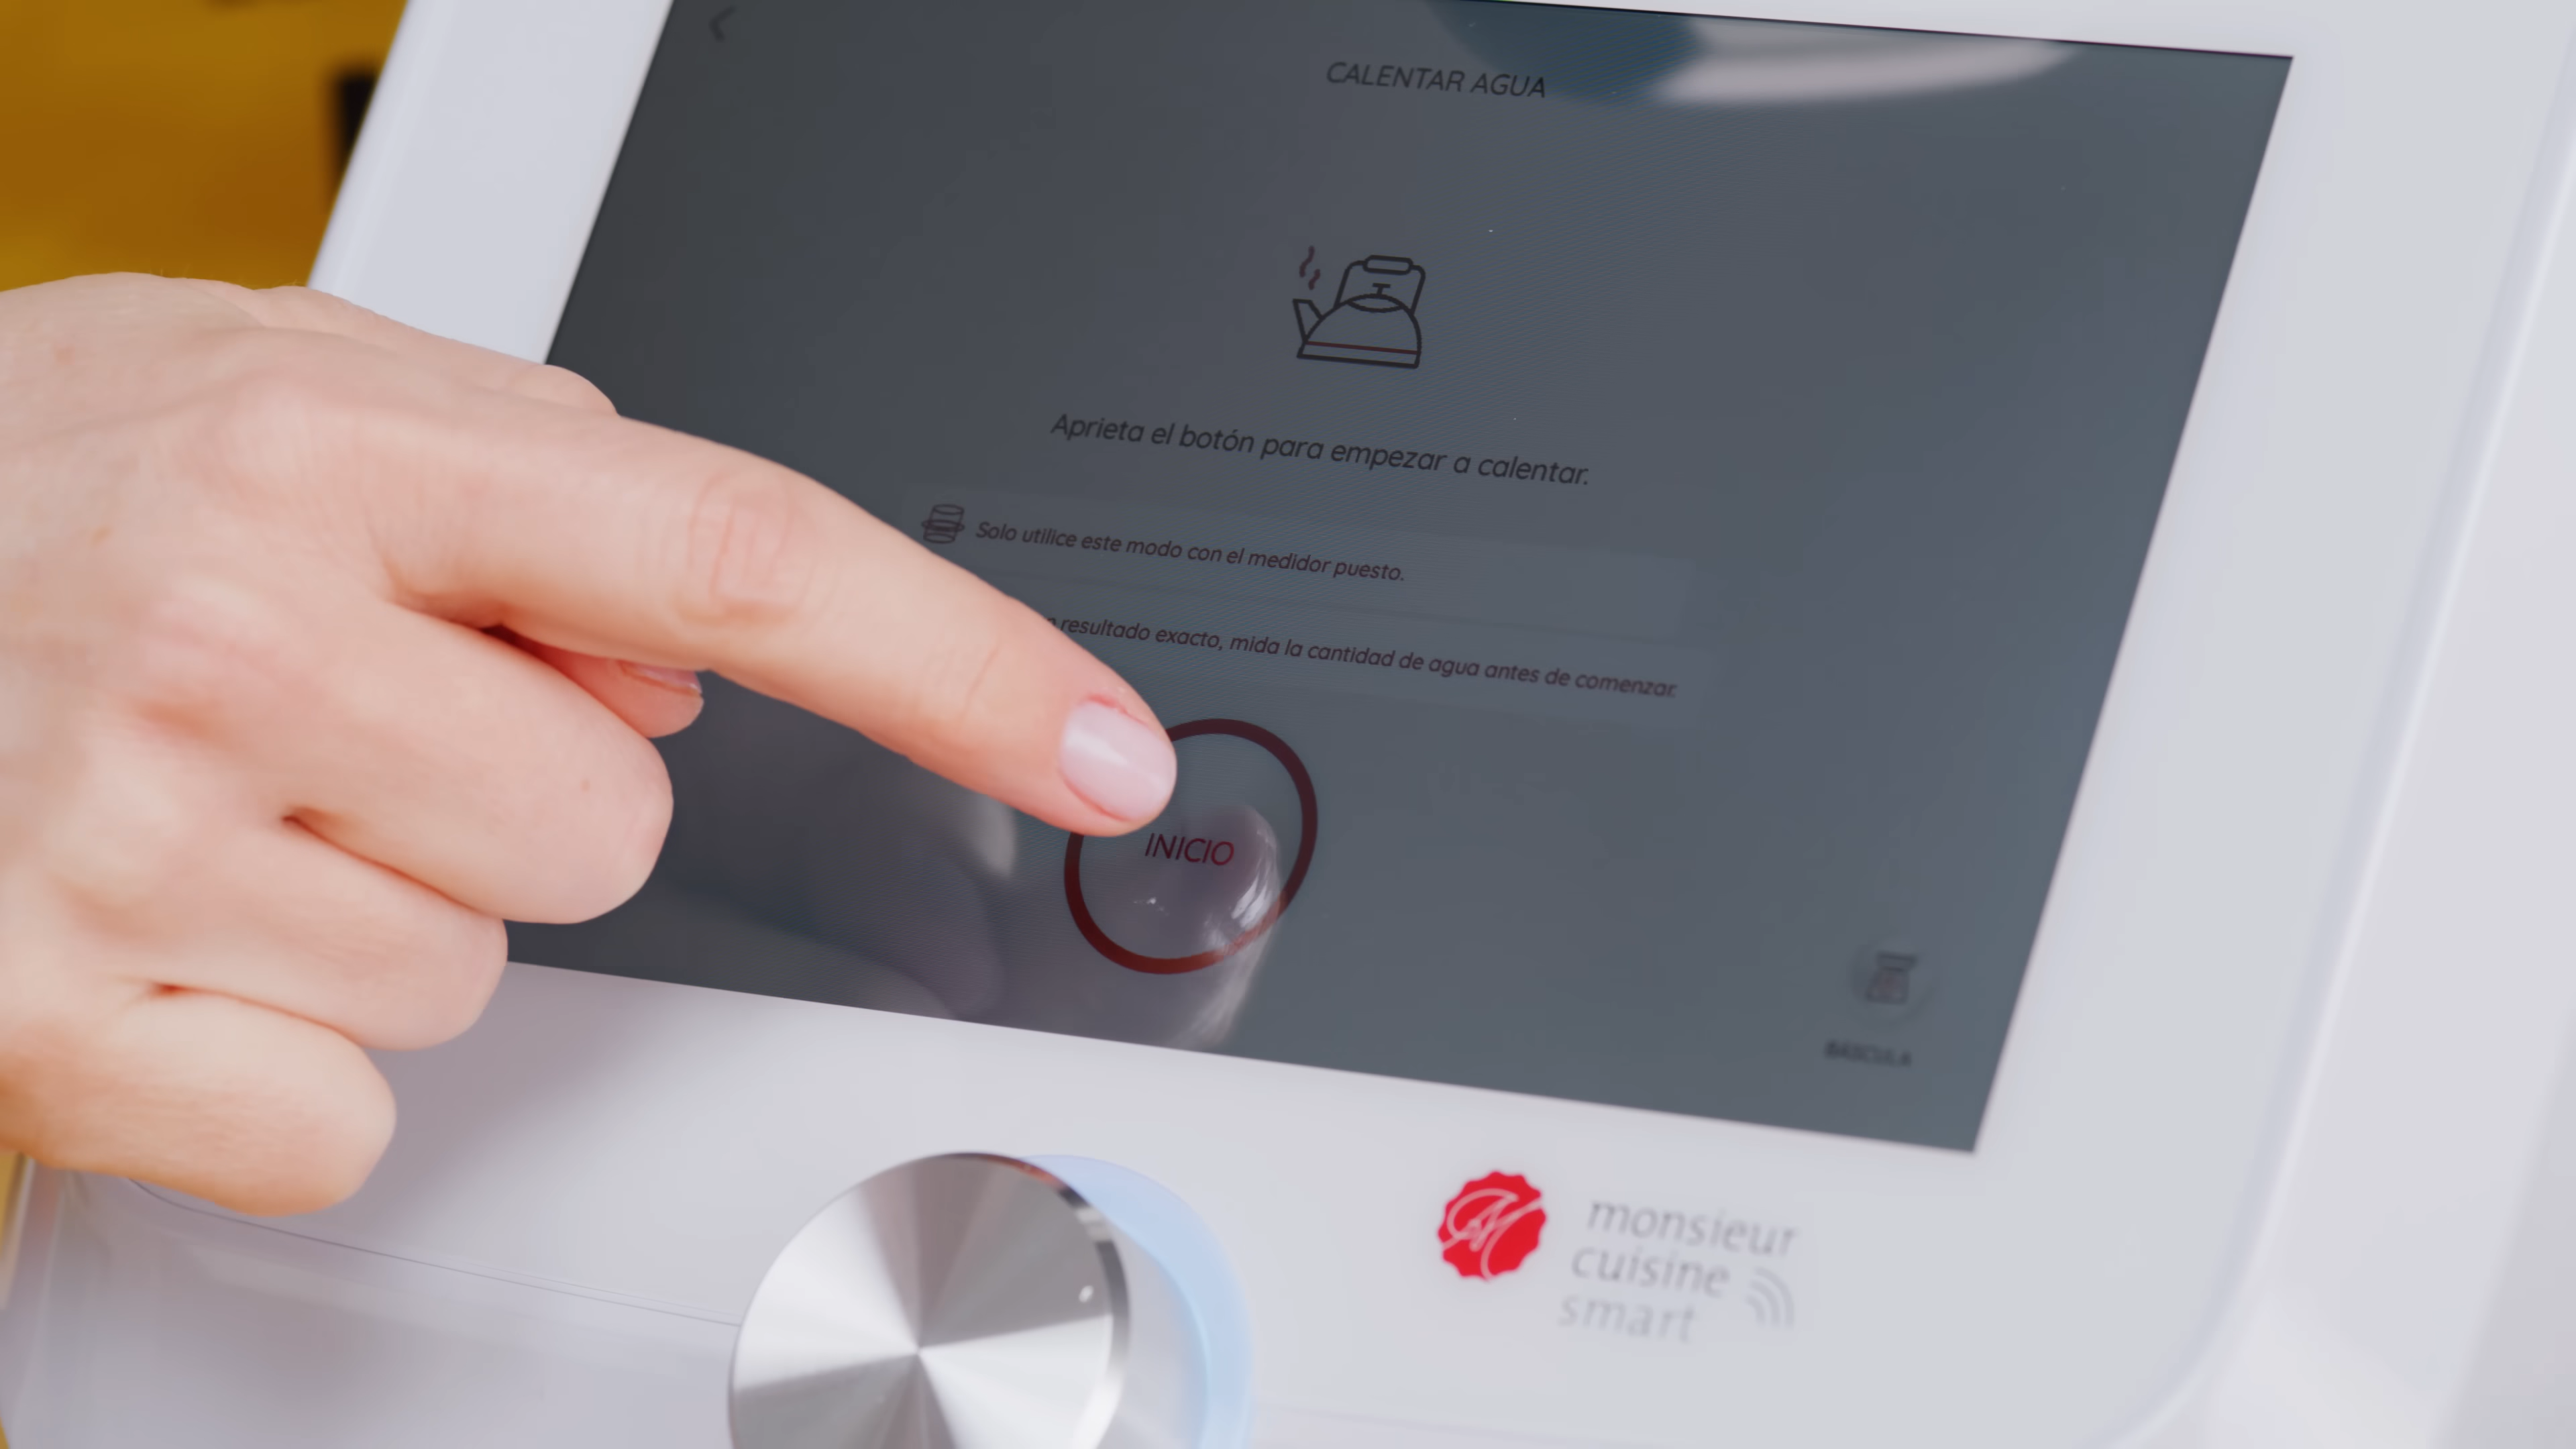 CALENTAR AGUA
Aprieta el botón para empezar a calentar.
Solo utilice este modo con el medidor puesto.
resultado exacto, mida la cantidad de agua antes de comenzar.
INICIO
BÁSCULA
monsieur
cuisine
smart